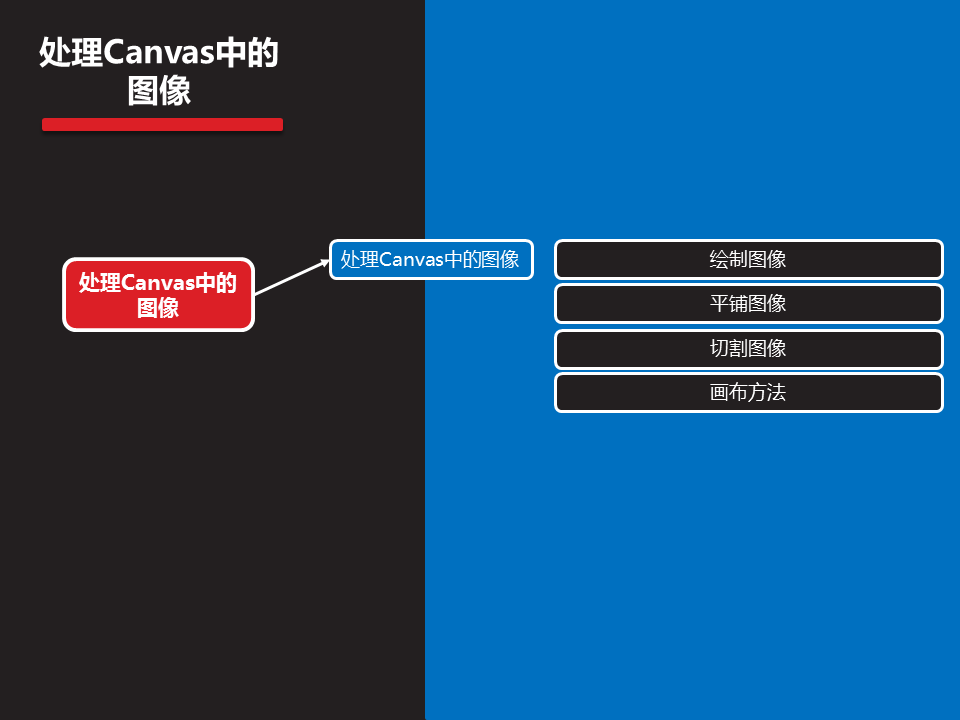 处理Canvas中的
图像
处理Canvas中的
图像
处理Canvas中的图像
绘制图像
平铺图像
切割图像
画布方法